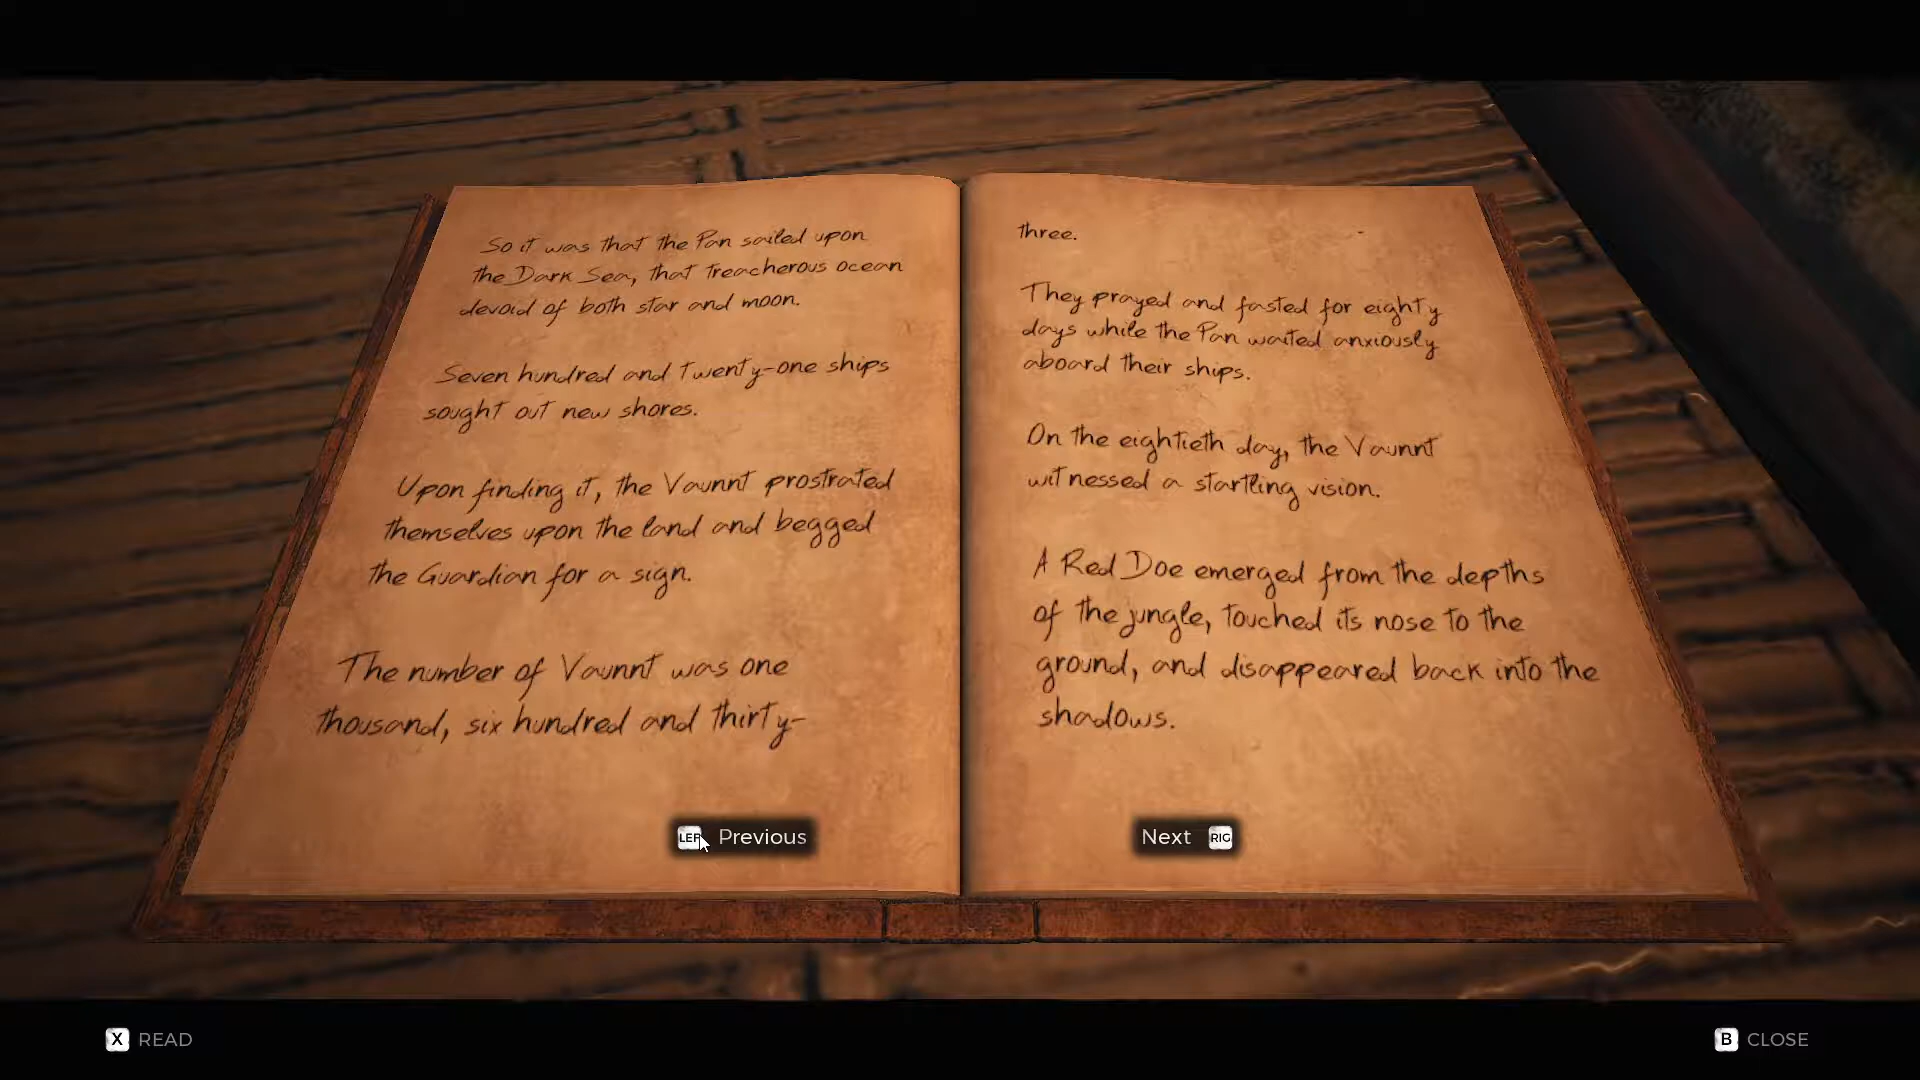 So it was that the Pan sailed upon
the Dark Sea, that treacherous ocean
devoid of both star and moon.
Seven hundred and twenty-one ships
sought out new shores.
Upon finding it, the Vaunnt prostrated
themselves upon the land and begged
the Guardian for a sign.
The number of Vaunnt was one
thousand, six hundred and thirty-
three.
They prayed and fasted for eighty
days while the Pan waited anxiously
aboard their ships.
On the eightieth day, the Vaunnt
witnessed a startling vision.
A Red Doe emerged from the depths
of the jungle, touched its nose to the
ground, and disappeared back into the
shadows.
LEF Previous
Next RIG
X READ
B CLOSE